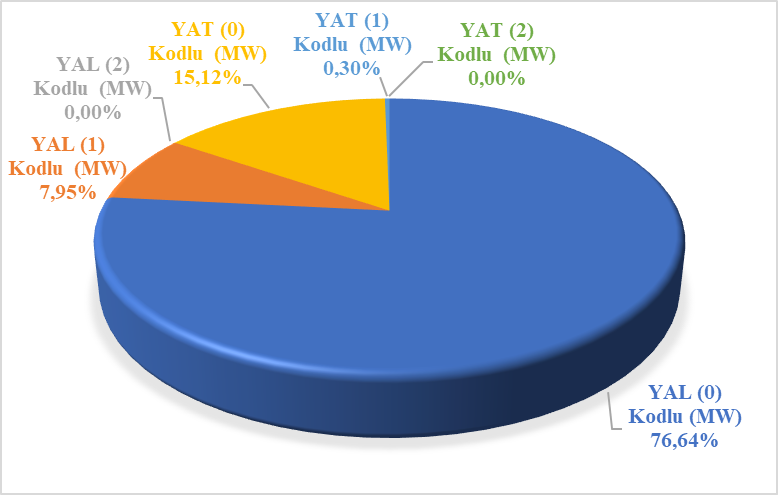 YAT (0)
Kodlu (MW)
15,12%
YAT (1)
Kodlu (MW)
0,30%
YAT (2)
Kodlu (MW)
0,00%
YAL (2)
Kodlu (MW)
0,00%
YAL (1)
Kodlu (MW)
7,95%
YAL (0)
Kodlu (MW)
76,64%